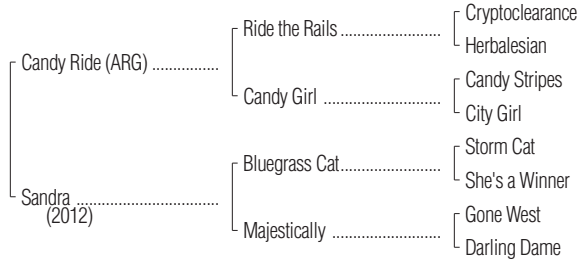 Cryptoclearance
Ride the Rails ..................
Herbalesian
Candy Ride (ARG) ...............
Candy Stripes
Candy Girl .....................
City Girl
Storm Cat
Bluegrass Cat..................
She's a Winner
Sandra .........................
(2012)
Gone West
Majestically ...................
Darling Dame